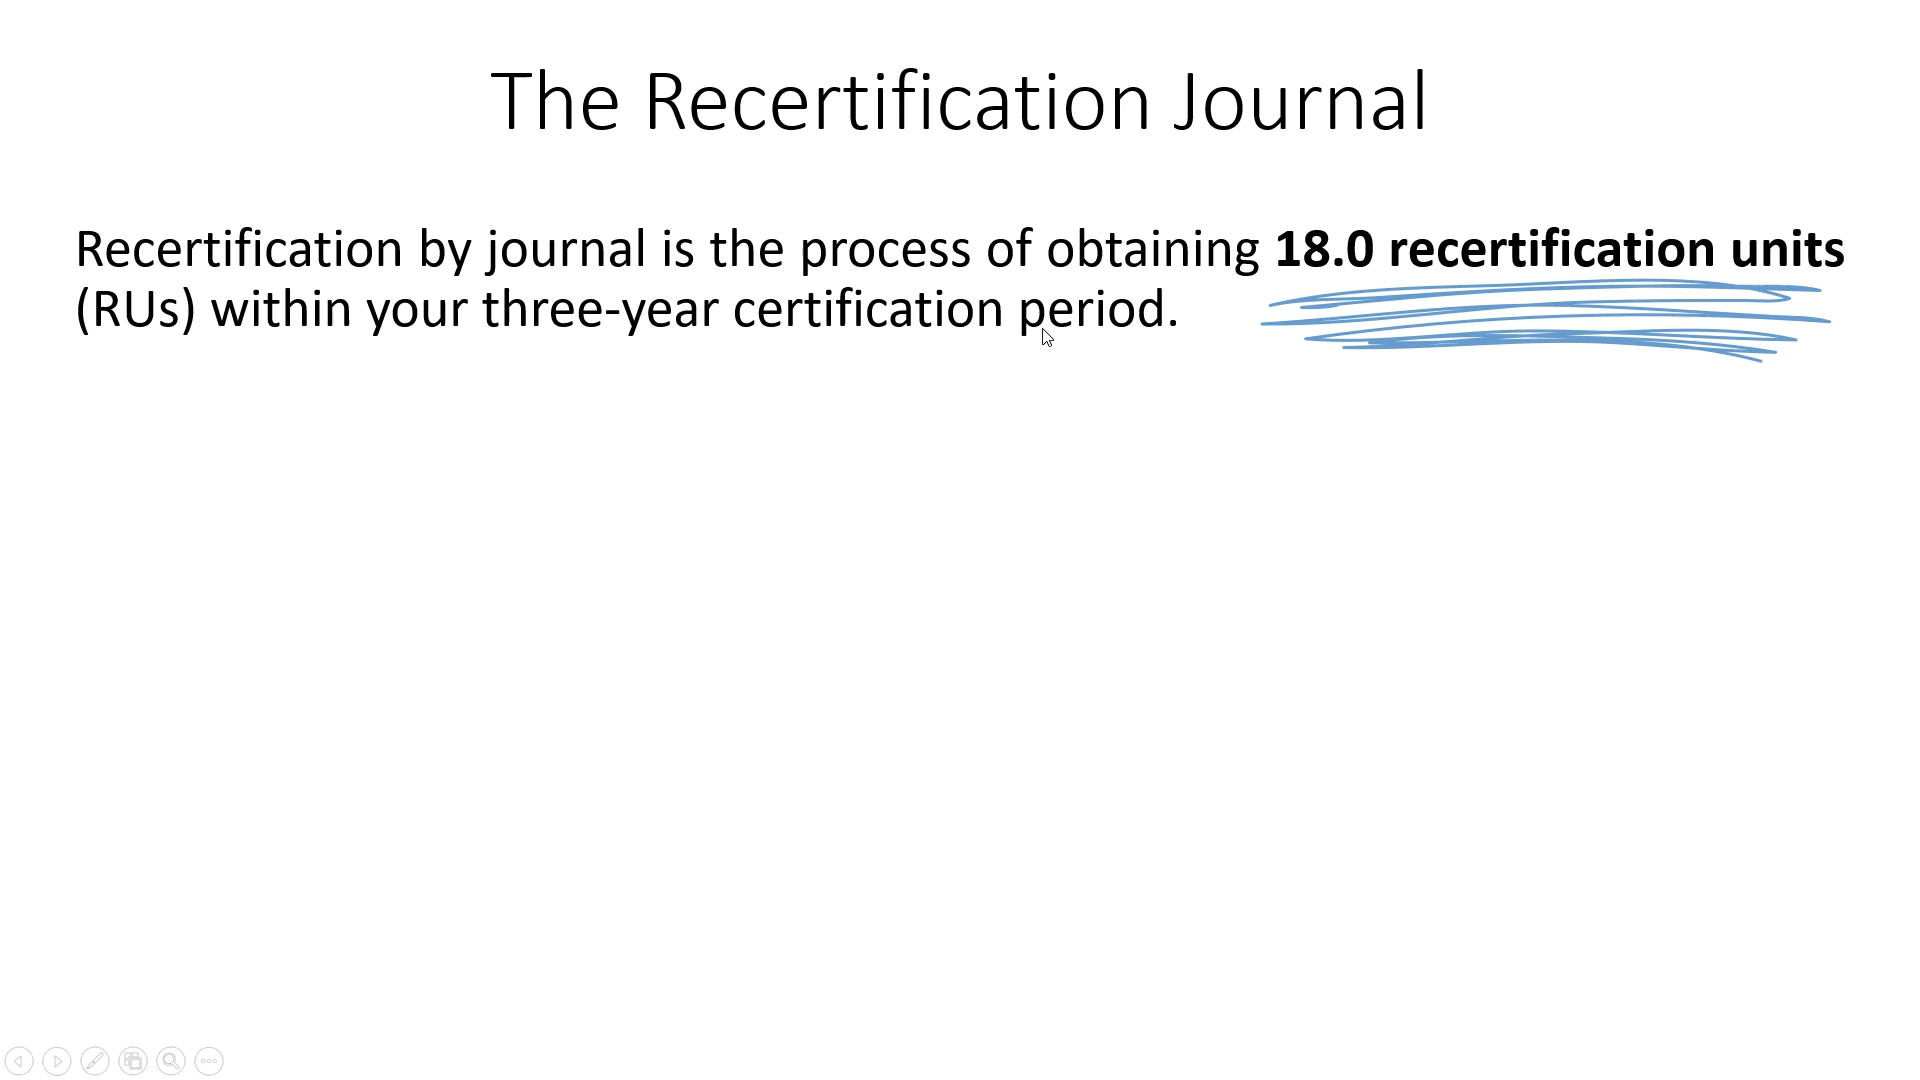 The Recertification Journal
Recertification by journal is the process of obtaining 18.0 recertification units
(RUs) within your three-year certification period.